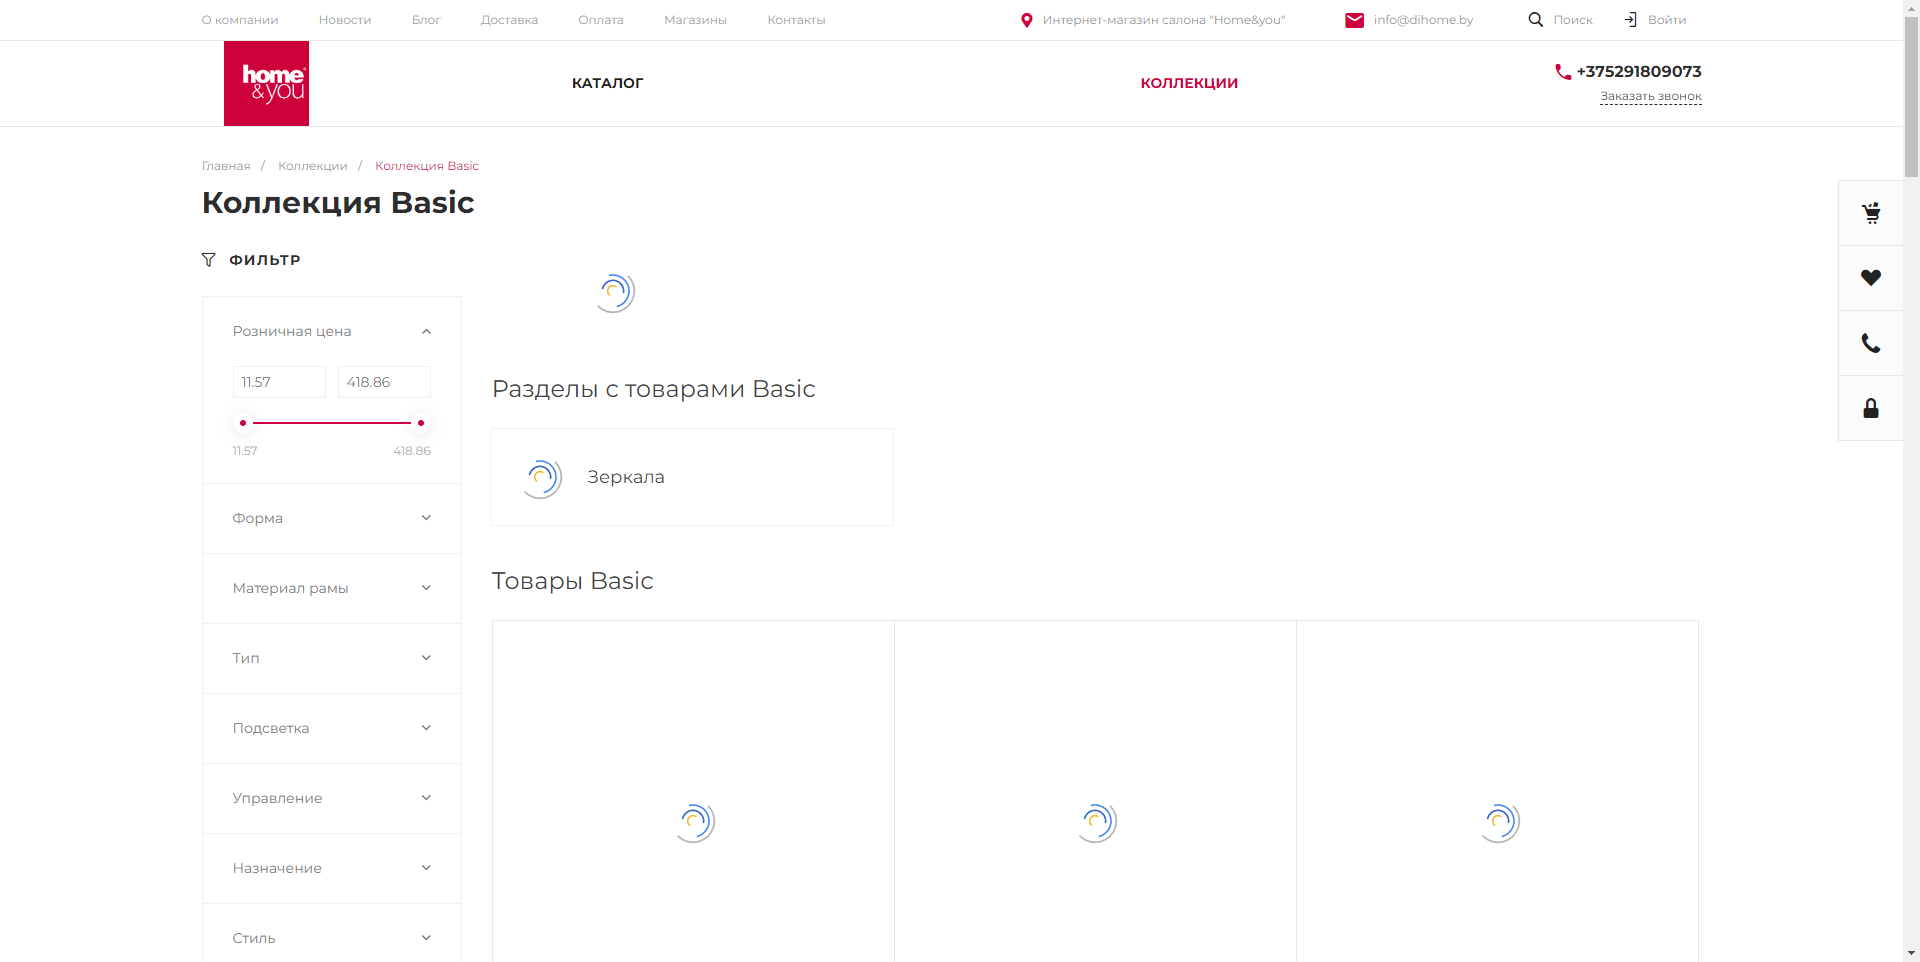 О компании Новости Блог Доставка Оплата Магазины Контакты Интернет-магазин салона "Home&you" info@dihome.by Поиск Войти
home
&you
КАТАЛОГ КОЛЛЕКЦИИ
+375291809073
Заказать звонок
Главная / Коллекции / Коллекция Basic
Коллекция Basic
ФИЛЬТР
Розничная цена
11.57 418.86
11.57 418.86
Форма
Материал рамы
Тип
Подсветка
Управление
Назначение
Стиль
Разделы с товарами Basic
Зеркала
Товары Basic